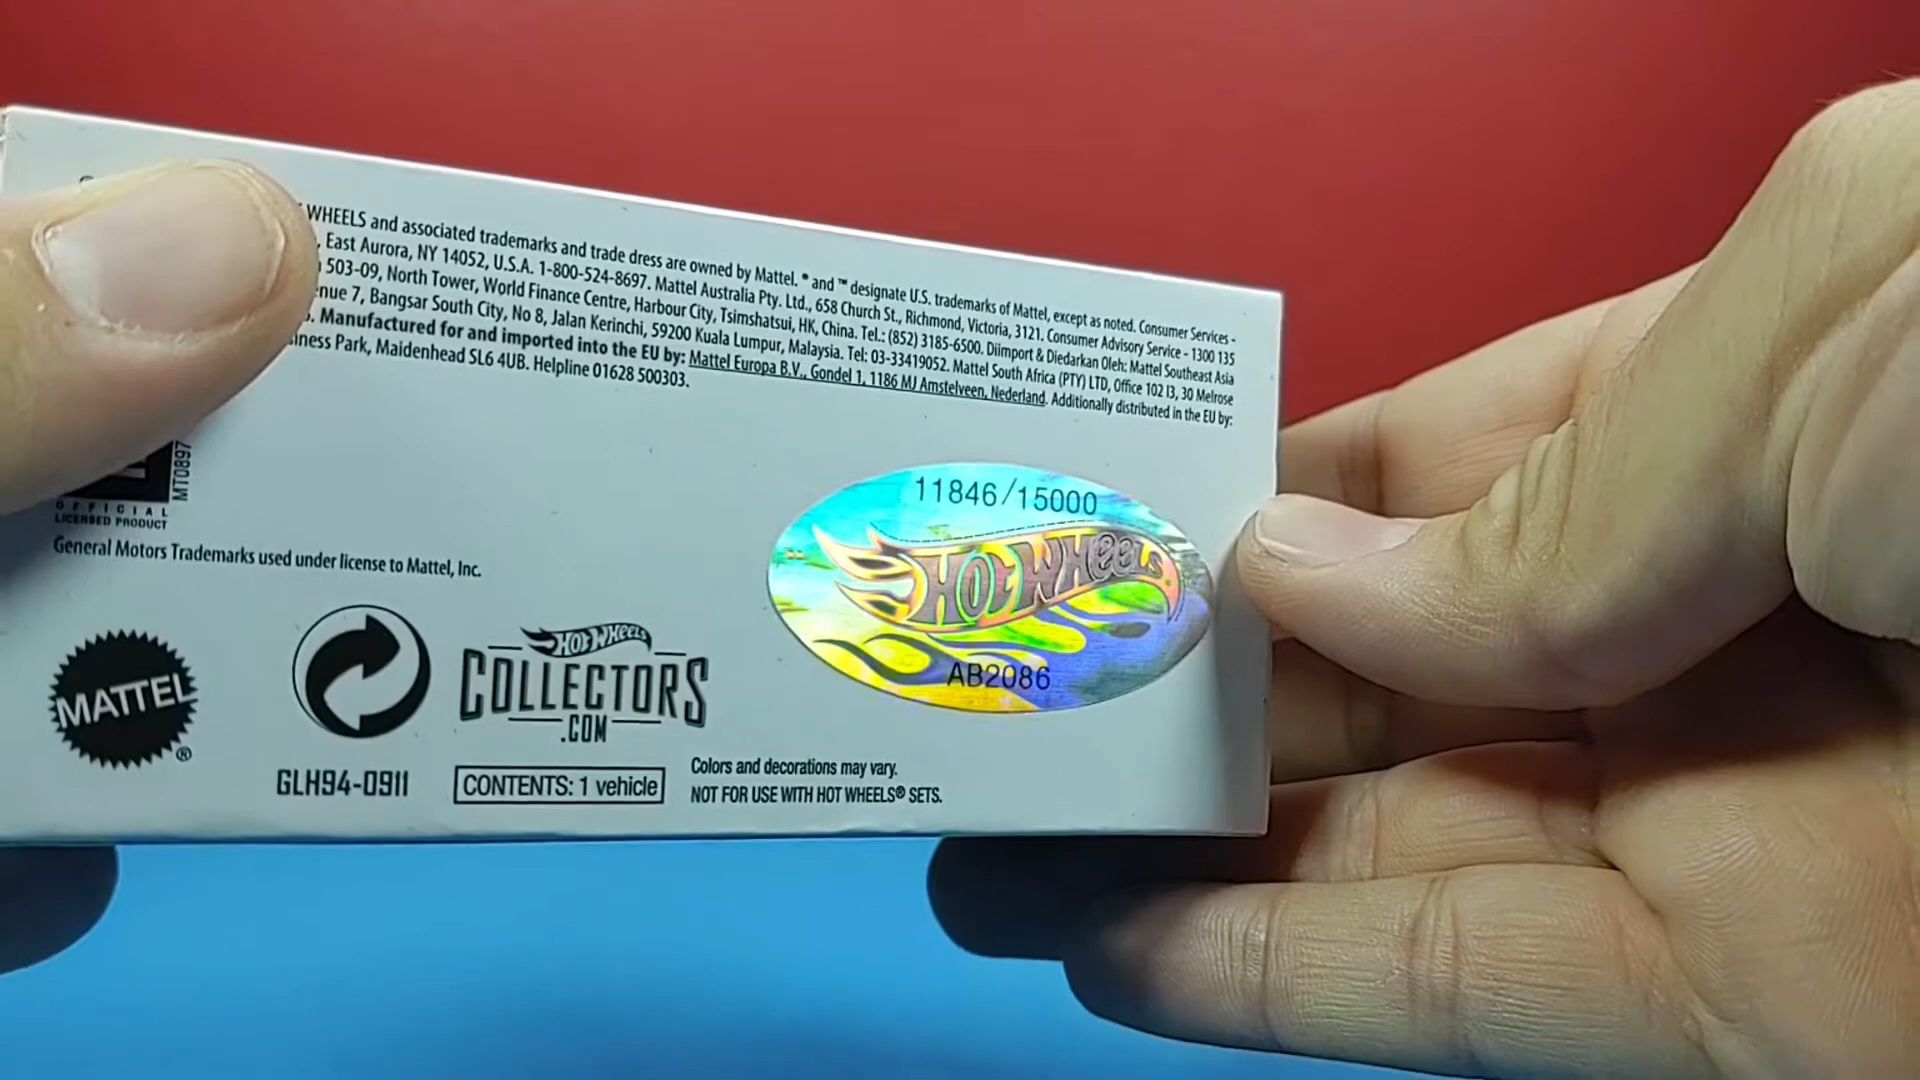 WHEELS and associated trademarks and trade dress are owned by Mattel. ® and ™ designate U.S. trademarks of Mattel, except as noted. Consumer Services -
, East Aurora, NY 14052, U.S.A. 1-800-524-8697. Mattel Australia Pty. Ltd., 658 Church St., Richmond, Victoria, 3121. Consumer Advisory Service - 1300 135
503-09, North Tower, World Finance Centre, Harbour City, Tsimshatsui, HK, China. Tel.: (852) 3185-6500. Diimport & Diedarkan Oleh: Mattel Southeast Asia
7, Bangsar South City, No 8, Jalan Kerinchi, 59200 Kuala Lumpur, Malaysia. Tel: 03-33419052. Mattel South Africa (PTY) LTD, Office 102 I3, 30 Melrose
. Manufactured for and imported into the EU by: Mattel Europa B.V., Gondel 1, 1186 MJ Amstelveen, Nederland. Additionally distributed in the EU by:
Park, Maidenhead SL6 4UB. Helpline 01628 500303.
MT0897
OFFICIAL
LICENSED PRODUCT
General Motors Trademarks used under license to Mattel, Inc.
11846/15000
HOT WHEELS
AB2086
MATTEL ®
HOT WHEELS
COLLECTORS
.COM
GLH94-0911
CONTENTS: 1 vehicle
Colors and decorations may vary.
NOT FOR USE WITH HOT WHEELS® SETS.